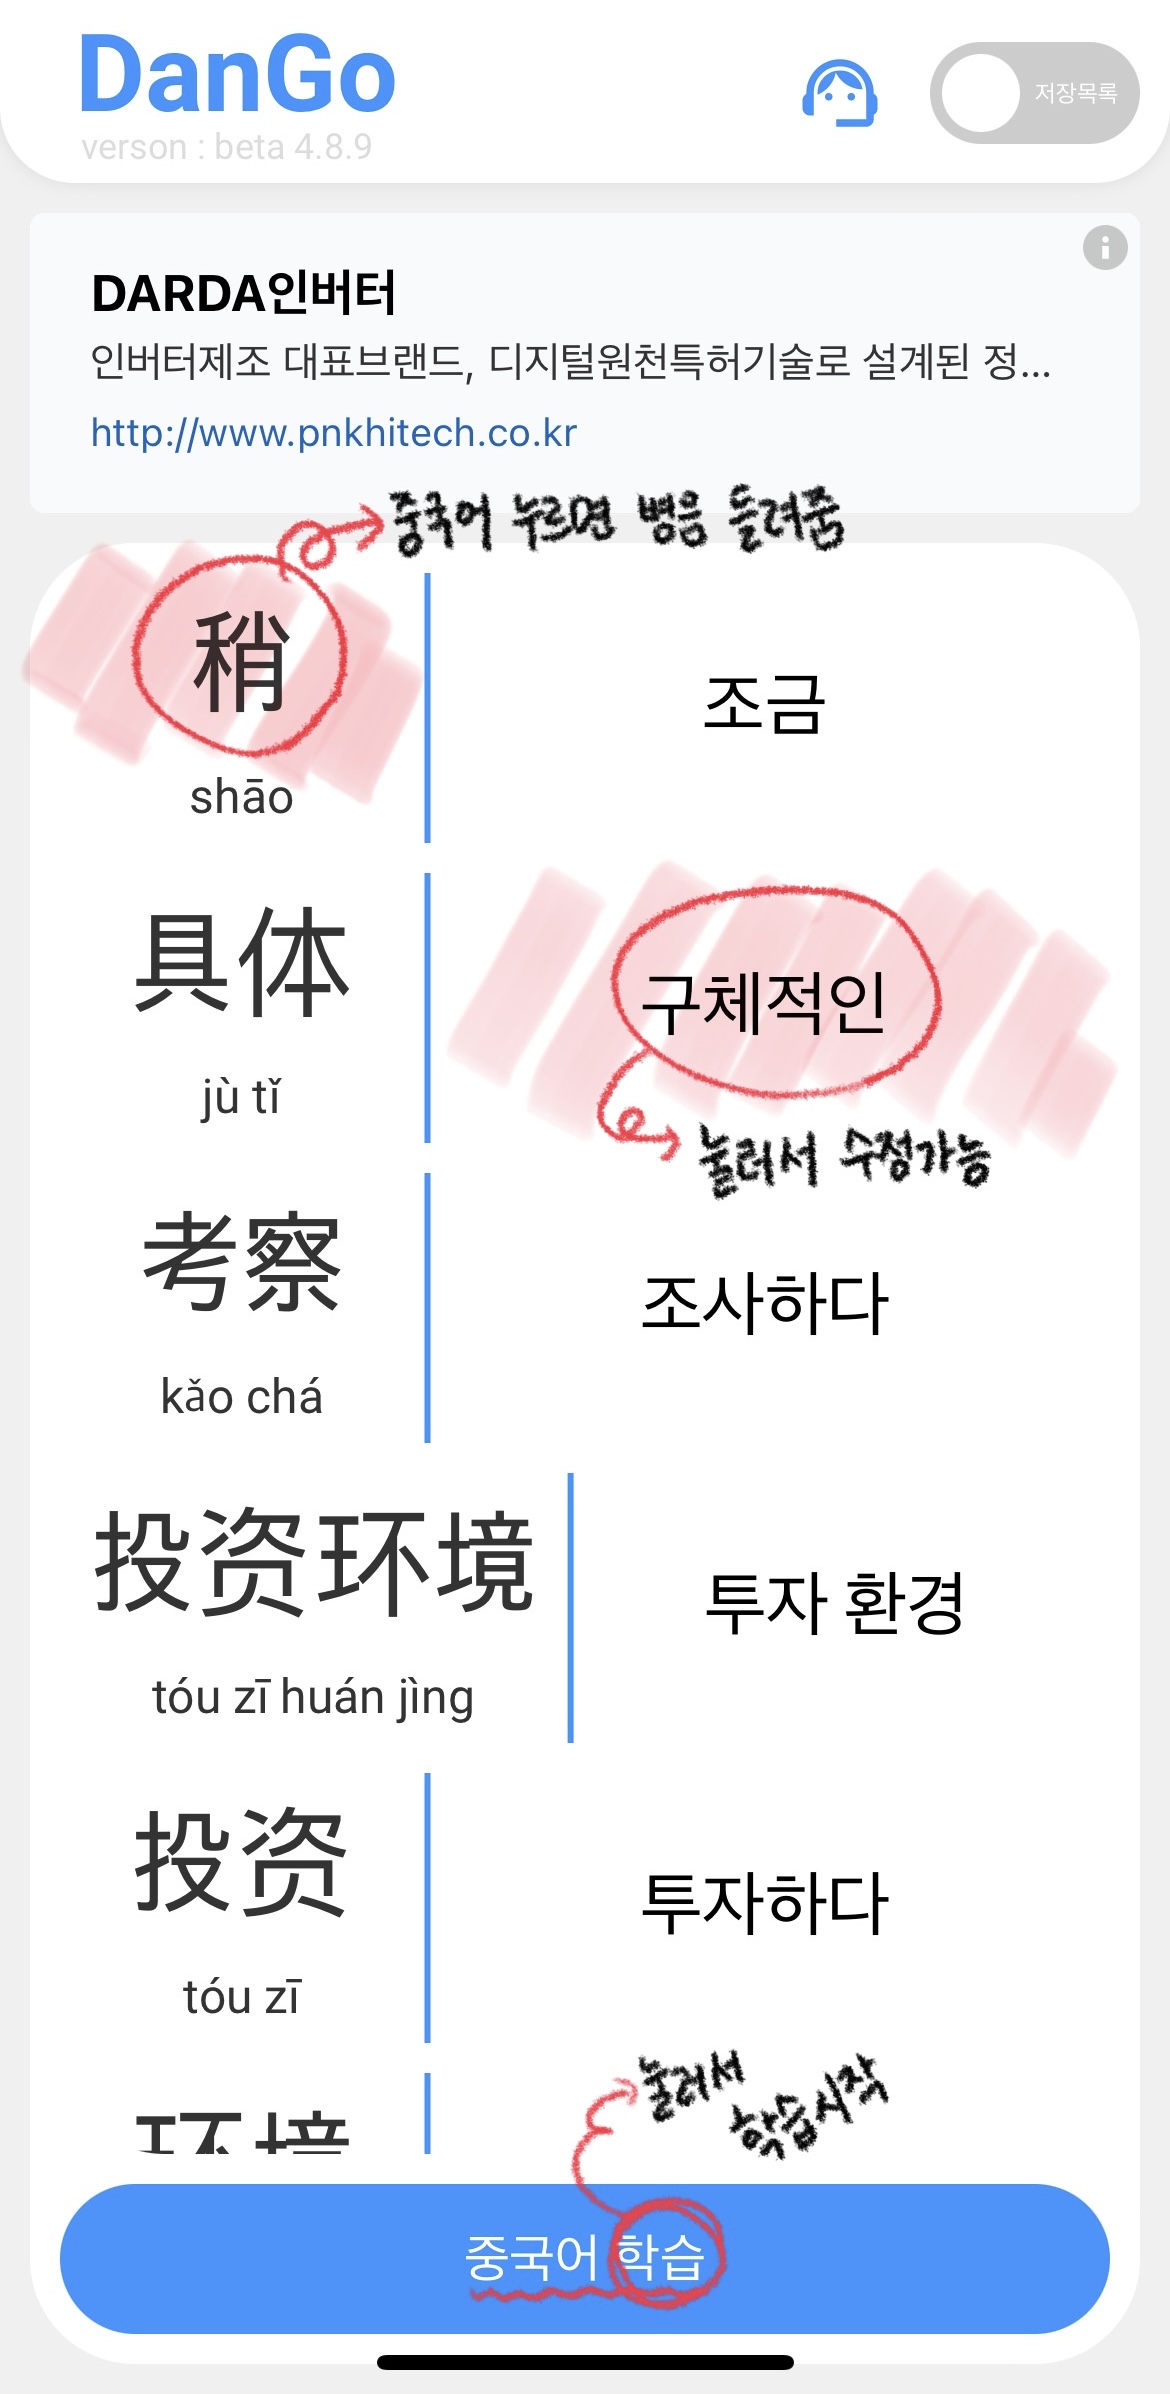 DanGo
저장목록
verson : beta 4.8.9
DARDA인버터
인버터제조 대표브랜드, 디지털원천특허기술로 설계된 정...
http://www.pnkhitech.co.kr
중국어 누르면 병음 들려줌
稍
조금
shāo
具体
구체적인
jù tǐ
눌러서 수정가능
考察
조사하다
kǎo chá
投资环境
투자 환경
tóu zī huán jìng
投资
투자하다
tóu zī
눌러서
학습시작
环境
중국어 학습